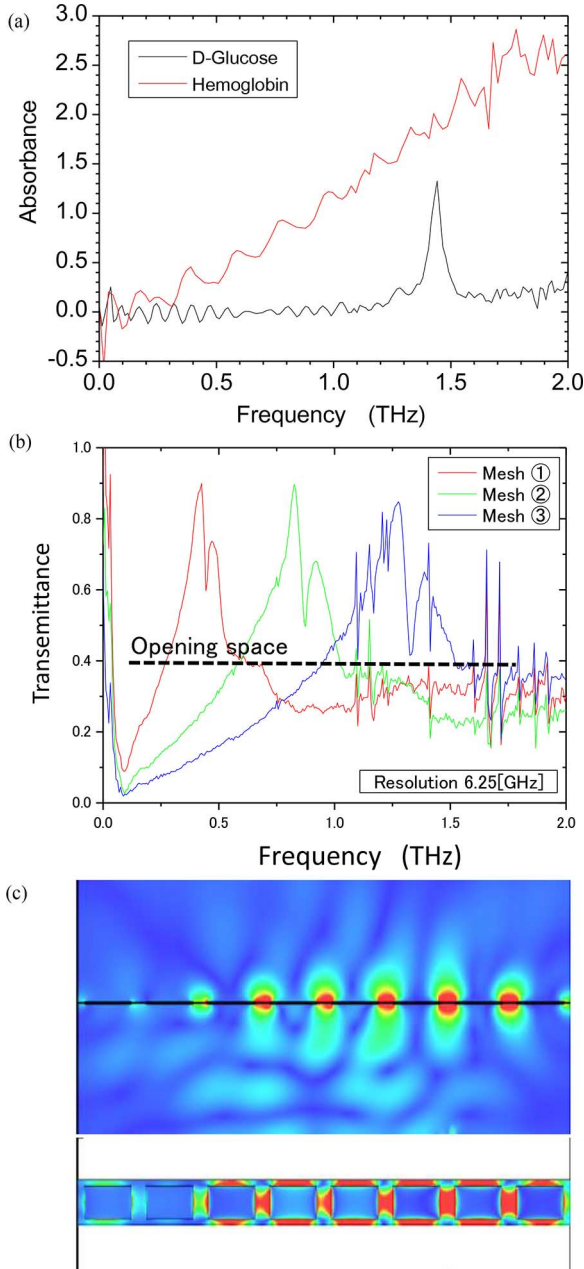 (a)
3.0
2.5
2.0
1.5
1.0
0.5
0.0
-0.5
Absorbance
D-Glucose
Hemoglobin
0.0 0.5 1.0 1.5 2.0
Frequency (THz)
(b)
1.0
0.8
0.6
0.4
0.2
0.0
Transemittance
Mesh ①
Mesh ②
Mesh ③
Opening space
Resolution 6.25[GHz]
0.0 0.5 1.0 1.5 2.0
Frequency (THz)
(c)